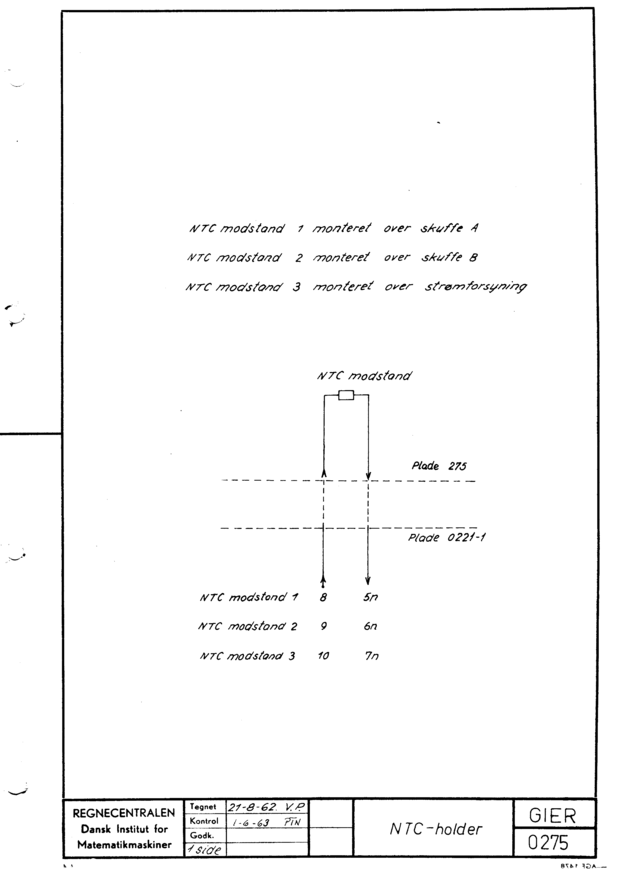 NTC modstand 1 monteret over skuffe A
NTC modstand 2 monteret over skuffe B
NTC modstand 3 monteret over strømforsyning
NTC modstand
Plade 275
Plade 0221-1
NTC modstand 1 8 5n
NTC modstand 2 9 6n
NTC modstand 3 10 7n
REGNECENTRALEN
Dansk Institut for
Matematikmaskiner
Tegnet 21-8-62. V.P.
Kontrol 1-6-63 FIN
Godk.
1 side
NTC-holder
GIER
0275